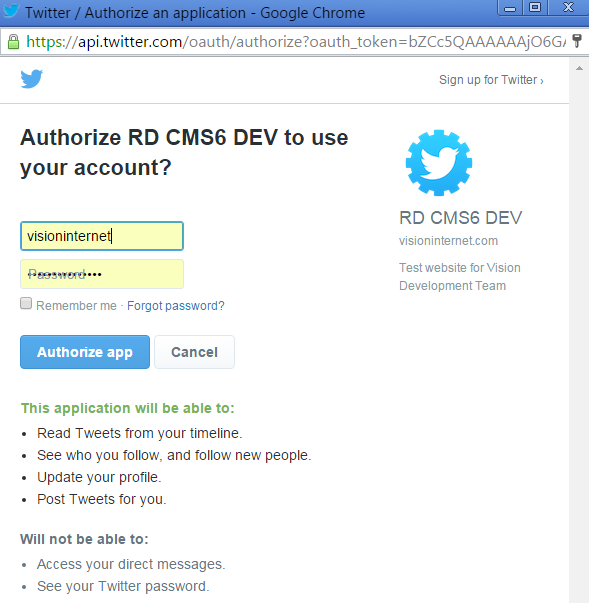 Twitter / Authorize an application - Google Chrome
https://api.twitter.com/oauth/authorize?oauth_token=bZCc5QAAAAAAjO6GA
Sign up for Twitter ›
Authorize RD CMS6 DEV to use
your account?
visioninternet
Password
Remember me · Forgot password?
Authorize app
Cancel
RD CMS6 DEV
visioninternet.com
Test website for Vision
Development Team
This application will be able to:
• Read Tweets from your timeline.
• See who you follow, and follow new people.
• Update your profile.
• Post Tweets for you.
Will not be able to:
• Access your direct messages.
• See your Twitter password.